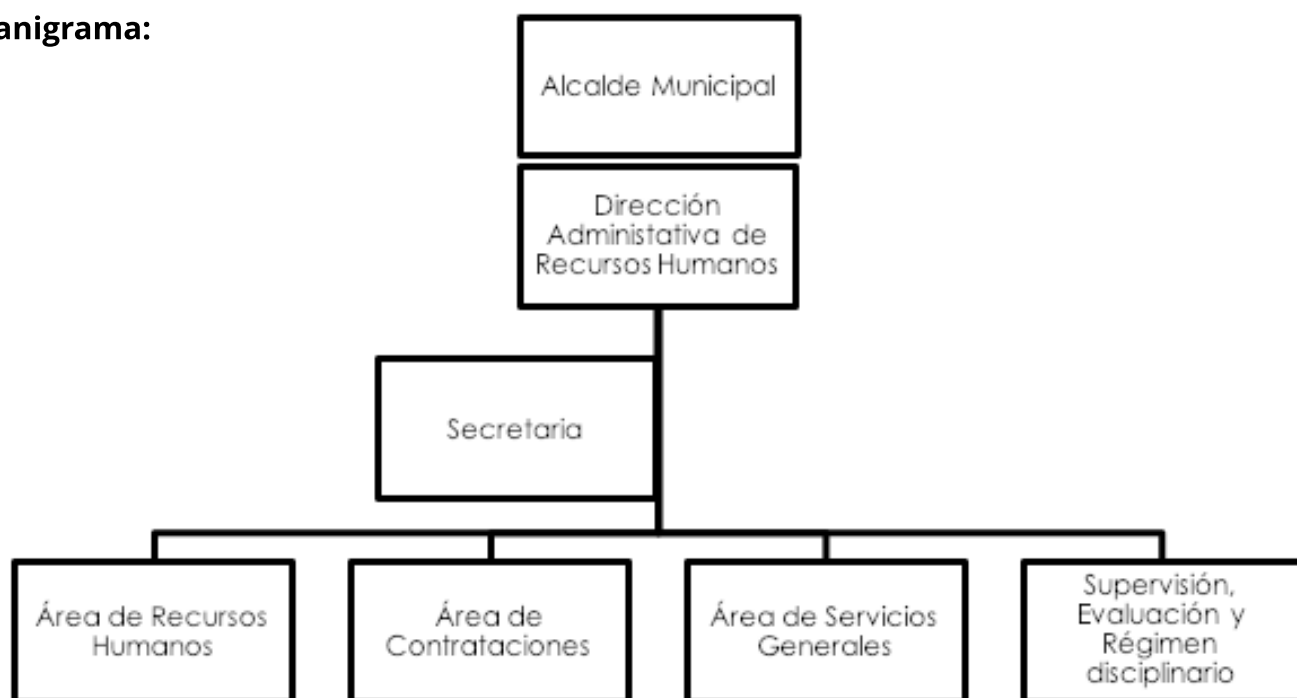 anigrama:
Alcalde Municipal
Dirección
Administativa de
Recursos Humanos
Secretaria
Área de Recursos
Humanos
Área de
Contrataciones
Área de Servicios
Generales
Supervisión,
Evaluación y
Régimen
disciplinario